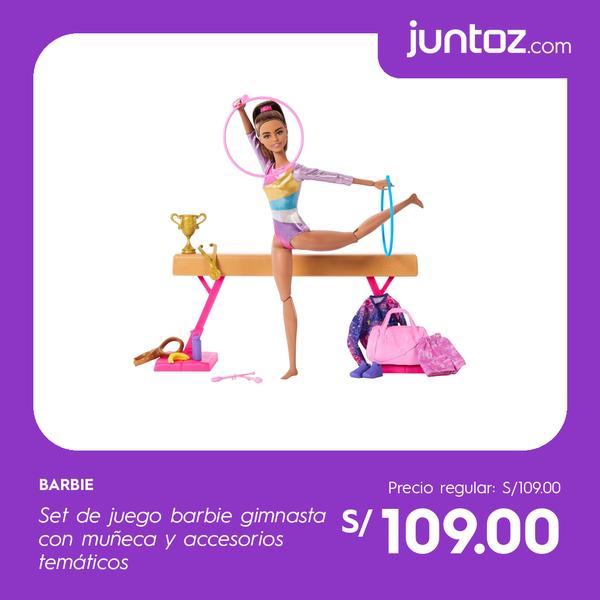 juntoz.com
BARBIE
Set de juego barbie gimnasta
con muñeca y accesorios
temáticos
Precio regular: S/109.00
S/109.00